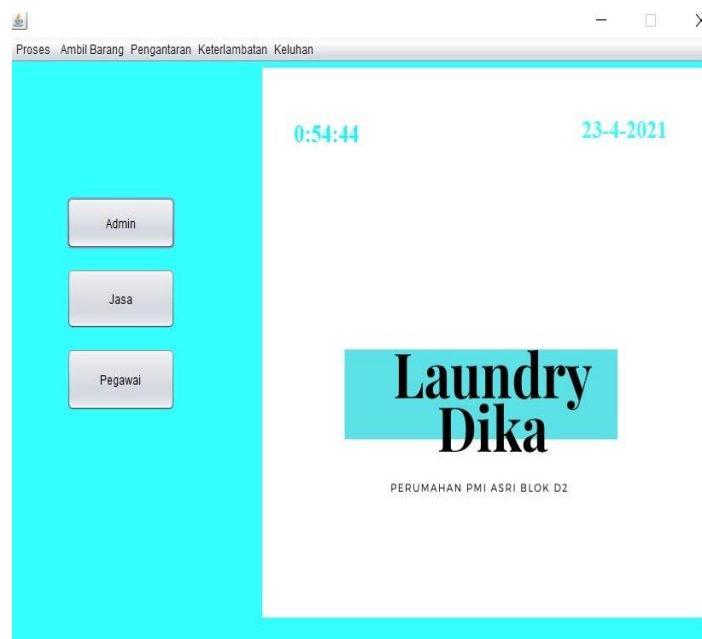 Proses Ambil Barang Pengantaran Keterlambatan Keluhan
0:54:44
23-4-2021
Admin
Jasa
Pegawai
Laundry
Dika
PERUMAHAN PMI ASRI BLOK D2